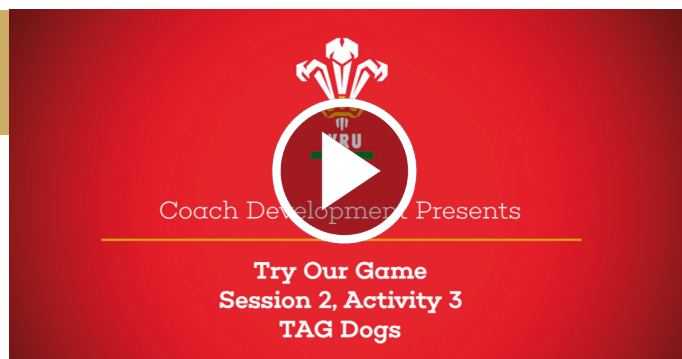 WRU
Coach Development Presents
Try Our Game
Session 2, Activity 3
TAG Dogs